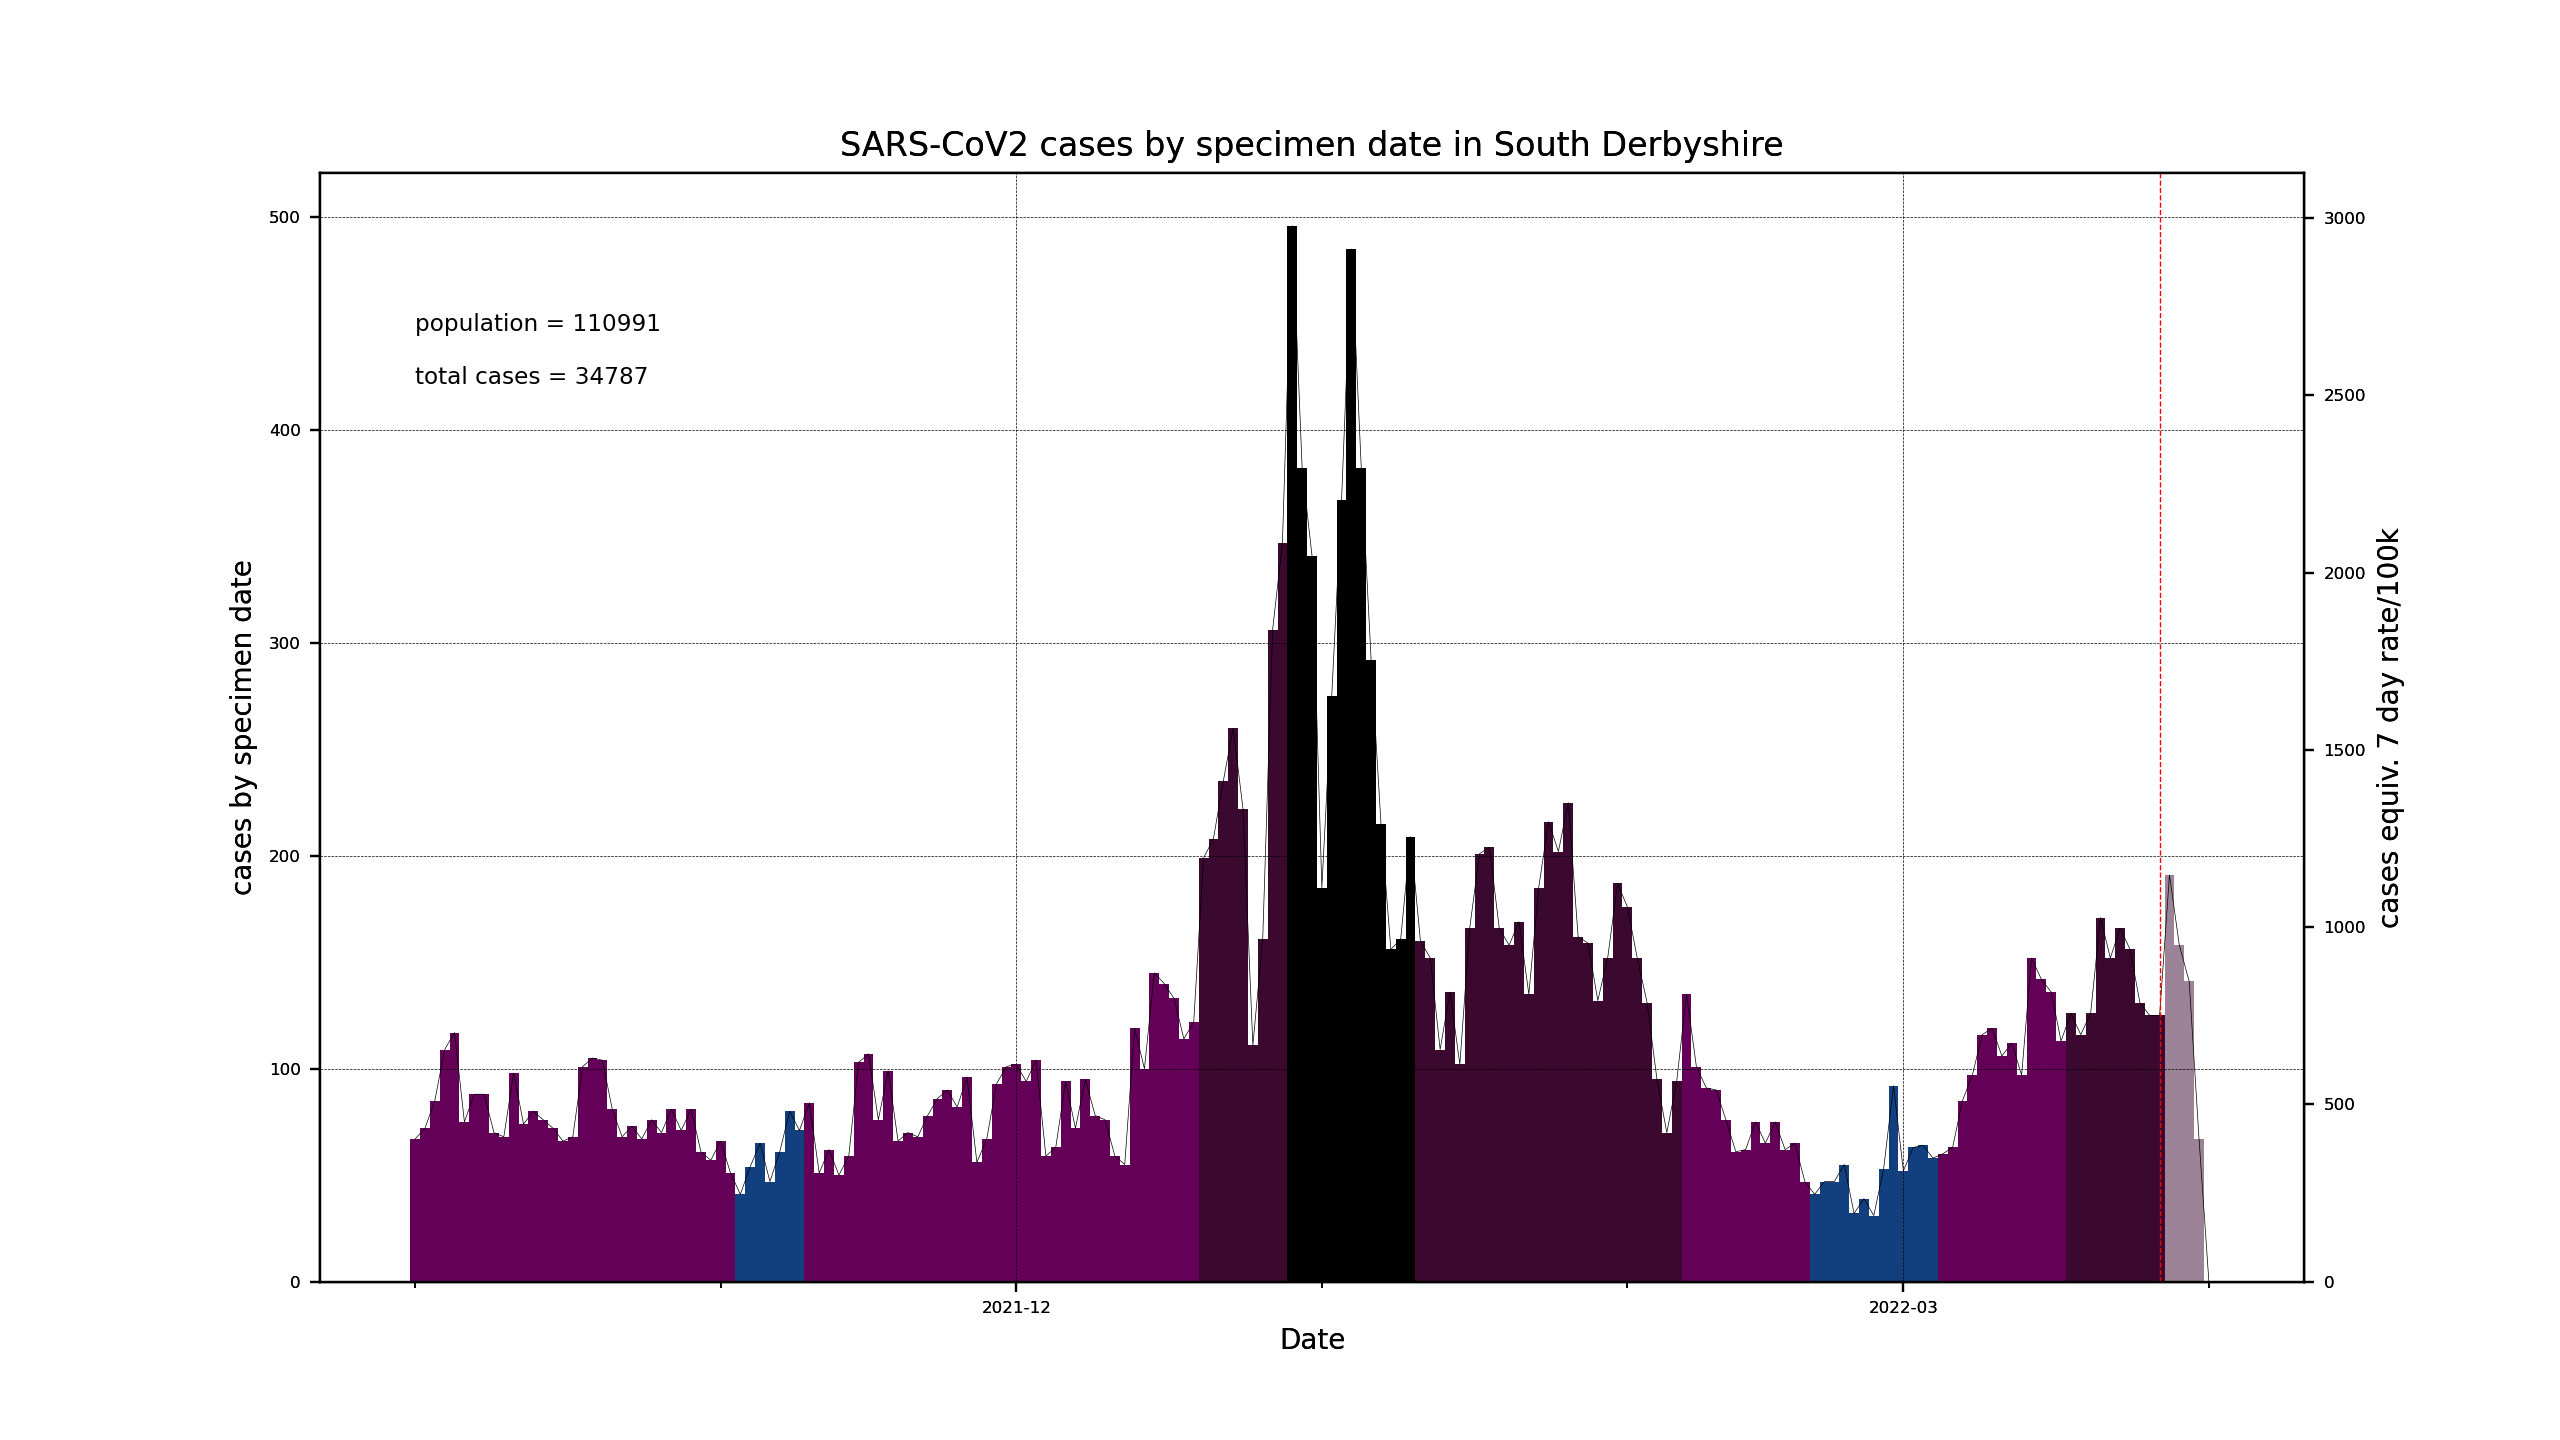 SARS-CoV2 cases by specimen date in South Derbyshire
500
400
300
200
100
0
cases by specimen date
population = 110991
total cases = 34787
3000
2500
2000
1500
1000
500
0
cases equiv. 7 day rate/100k
2021-12
2022-03
Date